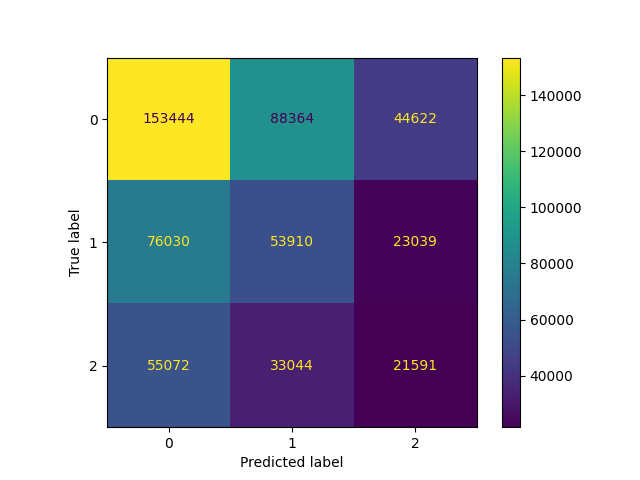 0 153444 88364 44622
1 76030 53910 23039
2 55072 33044 21591
0 1 2
Predicted label
True label
140000
120000
100000
80000
60000
40000